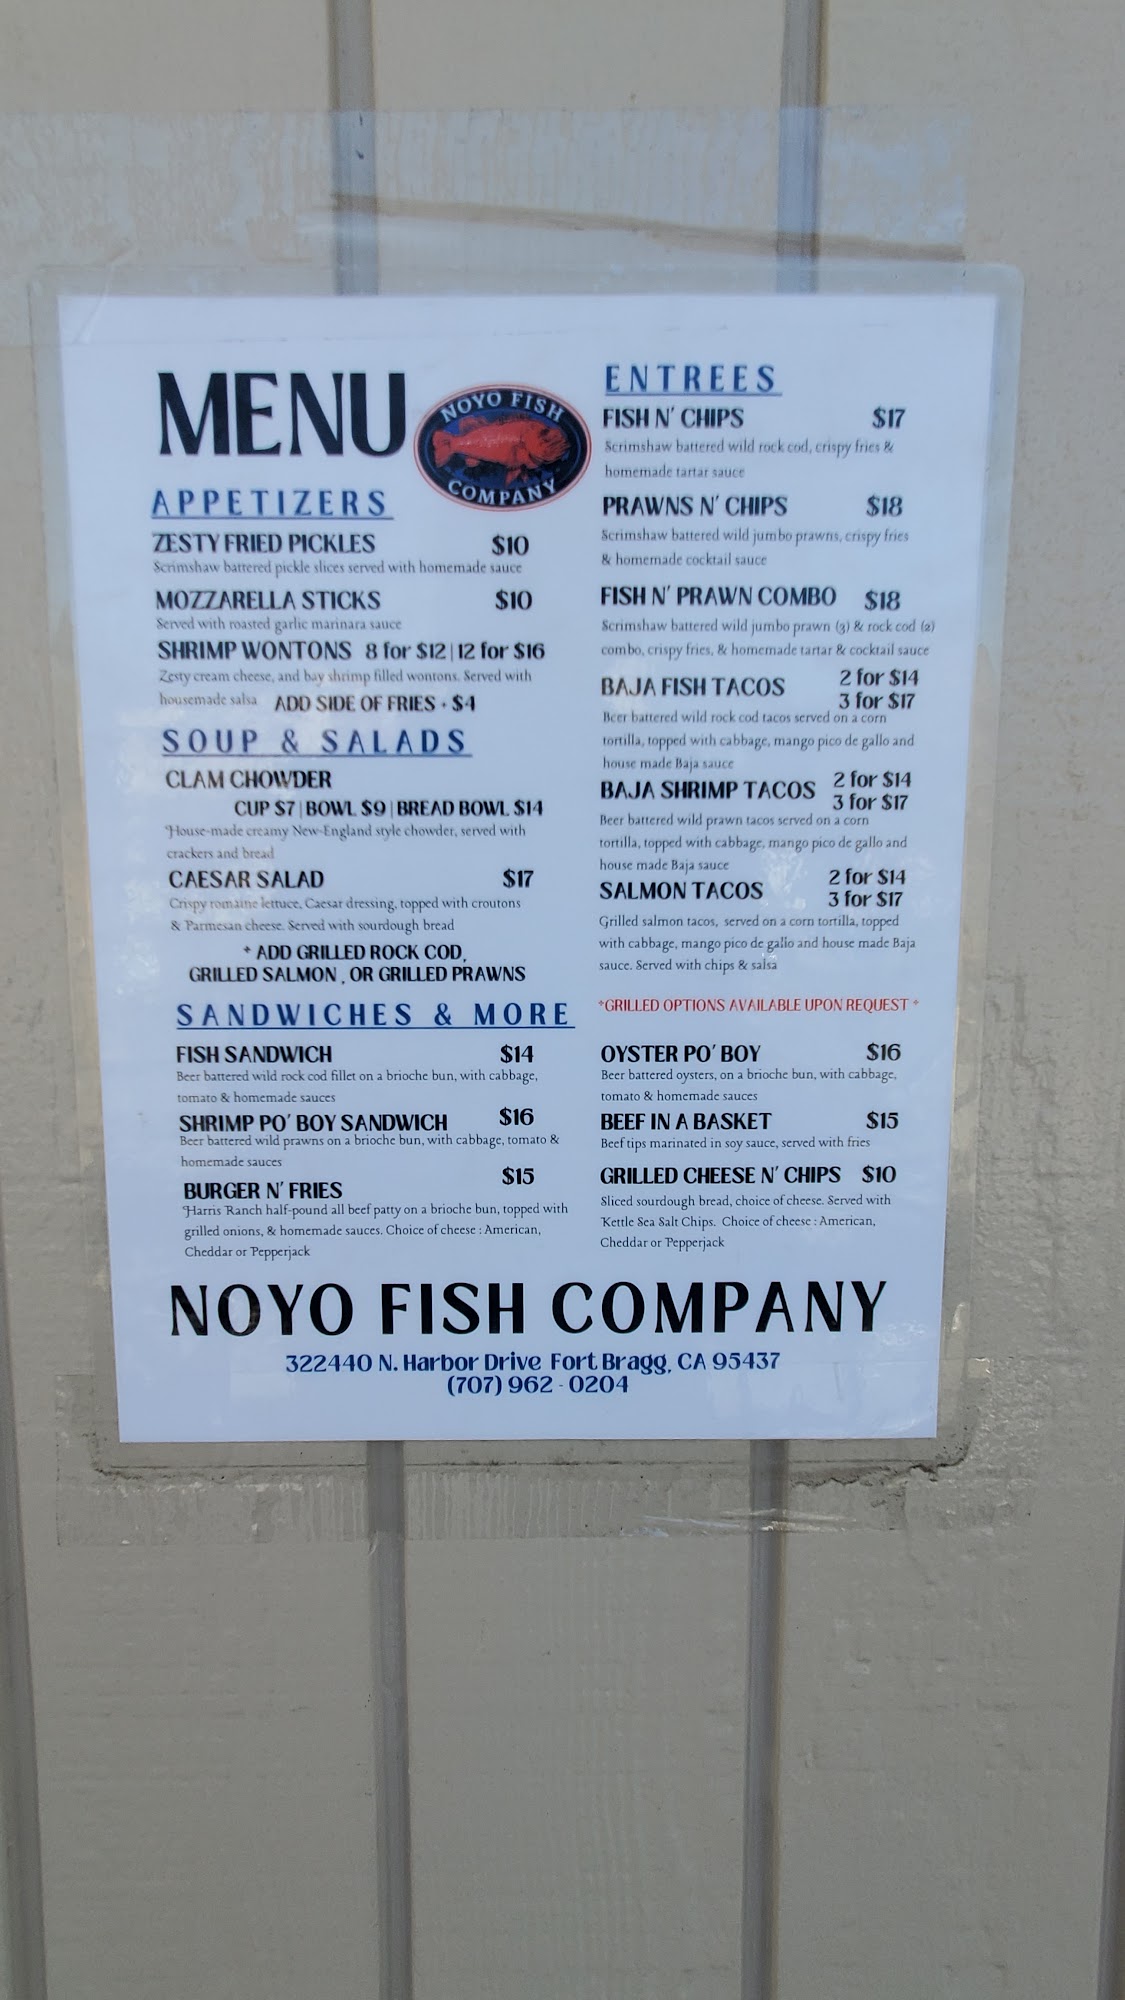 MENU
NOYO FISH
COMPANY
APPETIZERS
ZESTY FRIED PICKLES $10
Scrimshaw battered pickle slices served with homemade sauce
MOZZARELLA STICKS $10
Served with roasted garlic marinara sauce
SHRIMP WONTONS 8 for $12 | 12 for $16
Zesty cream cheese, and bay shrimp filled wontons. Served with
housemade salsa ADD SIDE OF FRIES • $4
SOUP & SALADS
CLAM CHOWDER
CUP $7 | BOWL $9 | BREAD BOWL $14
House-made creamy New-England style chowder, served with
crackers and bread
CAESAR SALAD $17
Crispy romaine lettuce, Caesar dressing, topped with croutons
& Parmesan cheese. Served with sourdough bread
* ADD GRILLED ROCK COD,
GRILLED SALMON , OR GRILLED PRAWNS
SANDWICHES & MORE
FISH SANDWICH $14
Beer battered wild rock cod fillet on a brioche bun, with cabbage,
tomato & homemade sauces
SHRIMP PO' BOY SANDWICH $16
Beer battered wild prawns on a brioche bun, with cabbage, tomato &
homemade sauces
BURGER N' FRIES $15
Harris Ranch half-pound all beef patty on a brioche bun, topped with
grilled onions, & homemade sauces. Choice of cheese : American,
Cheddar or Pepperjack
ENTREES
FISH N' CHIPS $17
Scrimshaw battered wild rock cod, crispy fries &
homemade tartar sauce
PRAWNS N' CHIPS $18
Scrimshaw battered wild jumbo prawns, crispy fries
& homemade cocktail sauce
FISH N' PRAWN COMBO $18
Scrimshaw battered wild jumbo prawn (3) & rock cod (2)
combo, crispy fries, & homemade tartar & cocktail sauce
BAJA FISH TACOS 2 for $14
3 for $17
Beer battered wild rock cod tacos served on a corn
tortilla, topped with cabbage, mango pico de gallo and
house made Baja sauce
BAJA SHRIMP TACOS 2 for $14
3 for $17
Beer battered wild prawn tacos served on a corn
tortilla, topped with cabbage, mango pico de gallo and
house made Baja sauce
SALMON TACOS 2 for $14
3 for $17
Grilled salmon tacos, served on a corn tortilla, topped
with cabbage, mango pico de gallo and house made Baja
sauce. Served with chips & salsa
*GRILLED OPTIONS AVAILABLE UPON REQUEST *
OYSTER PO' BOY $16
Beer battered oysters, on a brioche bun, with cabbage,
tomato & homemade sauces
BEEF IN A BASKET $15
Beef tips marinated in soy sauce, served with fries
GRILLED CHEESE N' CHIPS $10
Sliced sourdough bread, choice of cheese. Served with
Kettle Sea Salt Chips. Choice of cheese : American,
Cheddar or Pepperjack
NOYO FISH COMPANY
322440 N. Harbor Drive Fort Bragg, CA 95437
(707) 962 - 0204